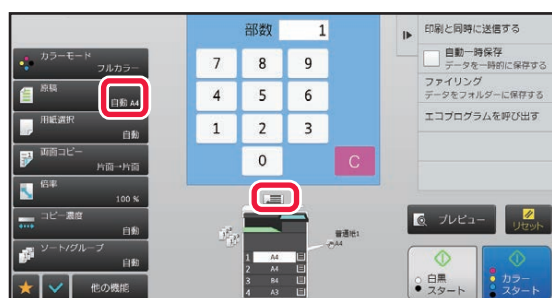 部数 1
カラーモード
フルカラー
原稿
自動 A4
用紙選択
自動
両面コピー
片面→片面
倍率
100 %
コピー濃度
自動
ソート/グループ
自動
他の機能
7 8 9
4 5 6
1 2 3
0 C
普通紙1
A4
1 A4
2 A4
3 B4
4 A3
印刷と同時に送信する
自動一時保存
データを一時的に保存する
ファイリング
データをフォルダーに保存する
エコプログラムを呼び出す
プレビュー
リセット
白黒
スタート
カラー
スタート